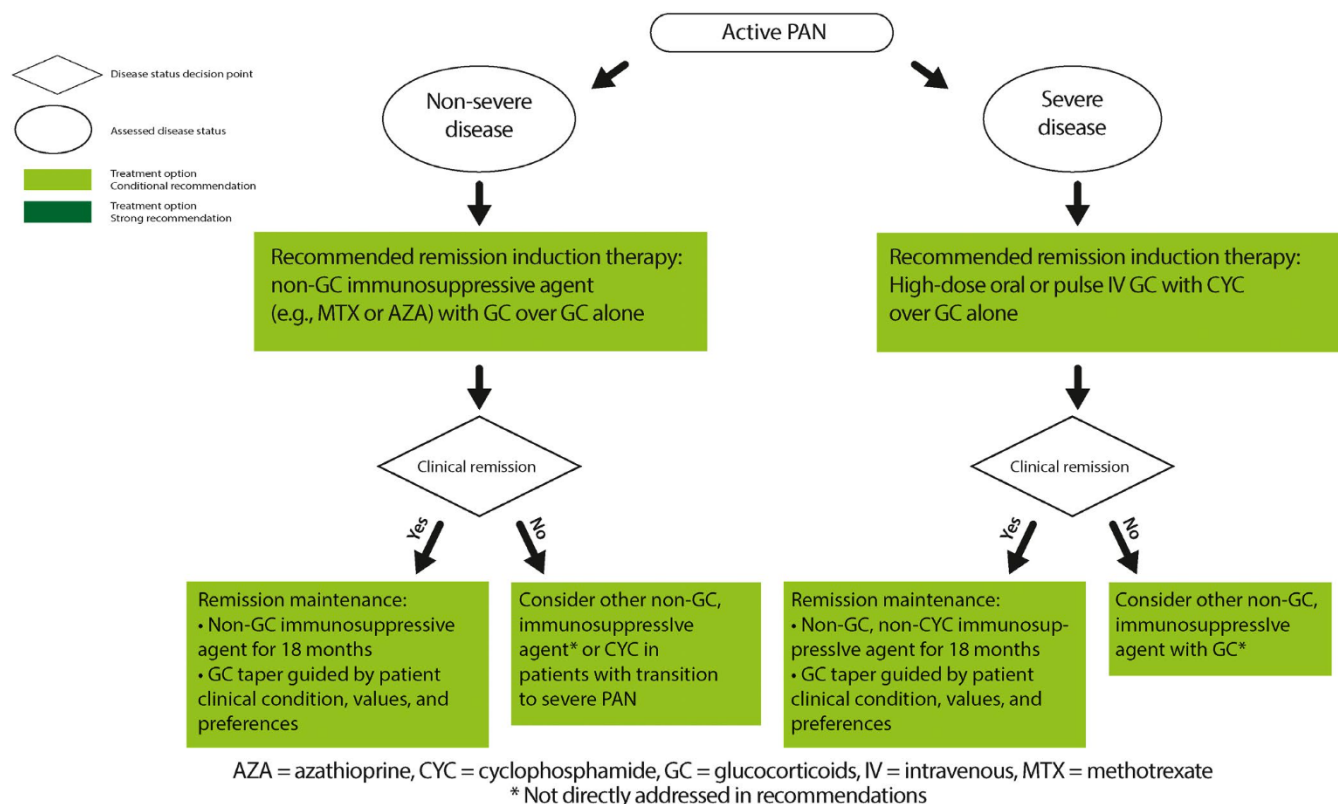 Active PAN
Disease status decision point
Assessed disease status
Treatment option
Conditional recommendation
Treatment option
Strong recommendation
Non-severe
disease
Severe
disease
Recommended remission induction therapy:
non-GC immunosuppressive agent
(e.g., MTX or AZA) with GC over GC alone
Recommended remission induction therapy:
High-dose oral or pulse IV GC with CYC
over GC alone
Clinical remission
Clinical remission
Yes
No
Yes
No
Remission maintenance:
• Non-GC immunosuppressive
agent for 18 months
• GC taper guided by patient
clinical condition, values, and
preferences
Consider other non-GC,
immunosuppressIve
agent* or CYC in
patients with transition
to severe PAN
Remission maintenance:
• Non-GC, non-CYC immunosup-
pressIve agent for 18 months
• GC taper guided by patient
clinical condition, values, and
preferences
Consider other non-GC,
immunosuppressIve
agent with GC*
AZA = azathioprine, CYC = cyclophosphamide, GC = glucocorticoids, IV = intravenous, MTX = methotrexate
* Not directly addressed in recommendations